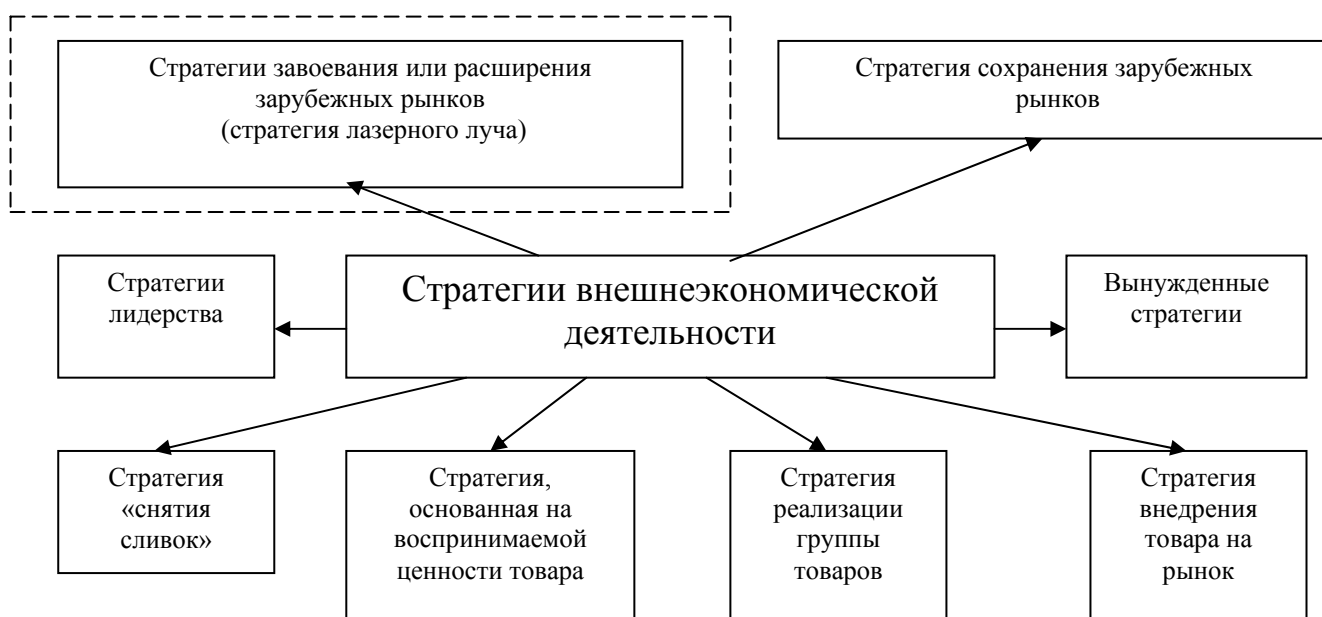 Стратегии завоевания или расширения
зарубежных рынков
(стратегия лазерного луча)
Стратегия сохранения зарубежных
рынков
Стратегии
лидерства
Стратегии внешнеэкономической
деятельности
Вынужденные
стратегии
Стратегия
«снятия
сливок»
Стратегия,
основанная на
воспринимаемой
ценности товара
Стратегия
реализации
группы
товаров
Стратегия
внедрения
товара на
рынок